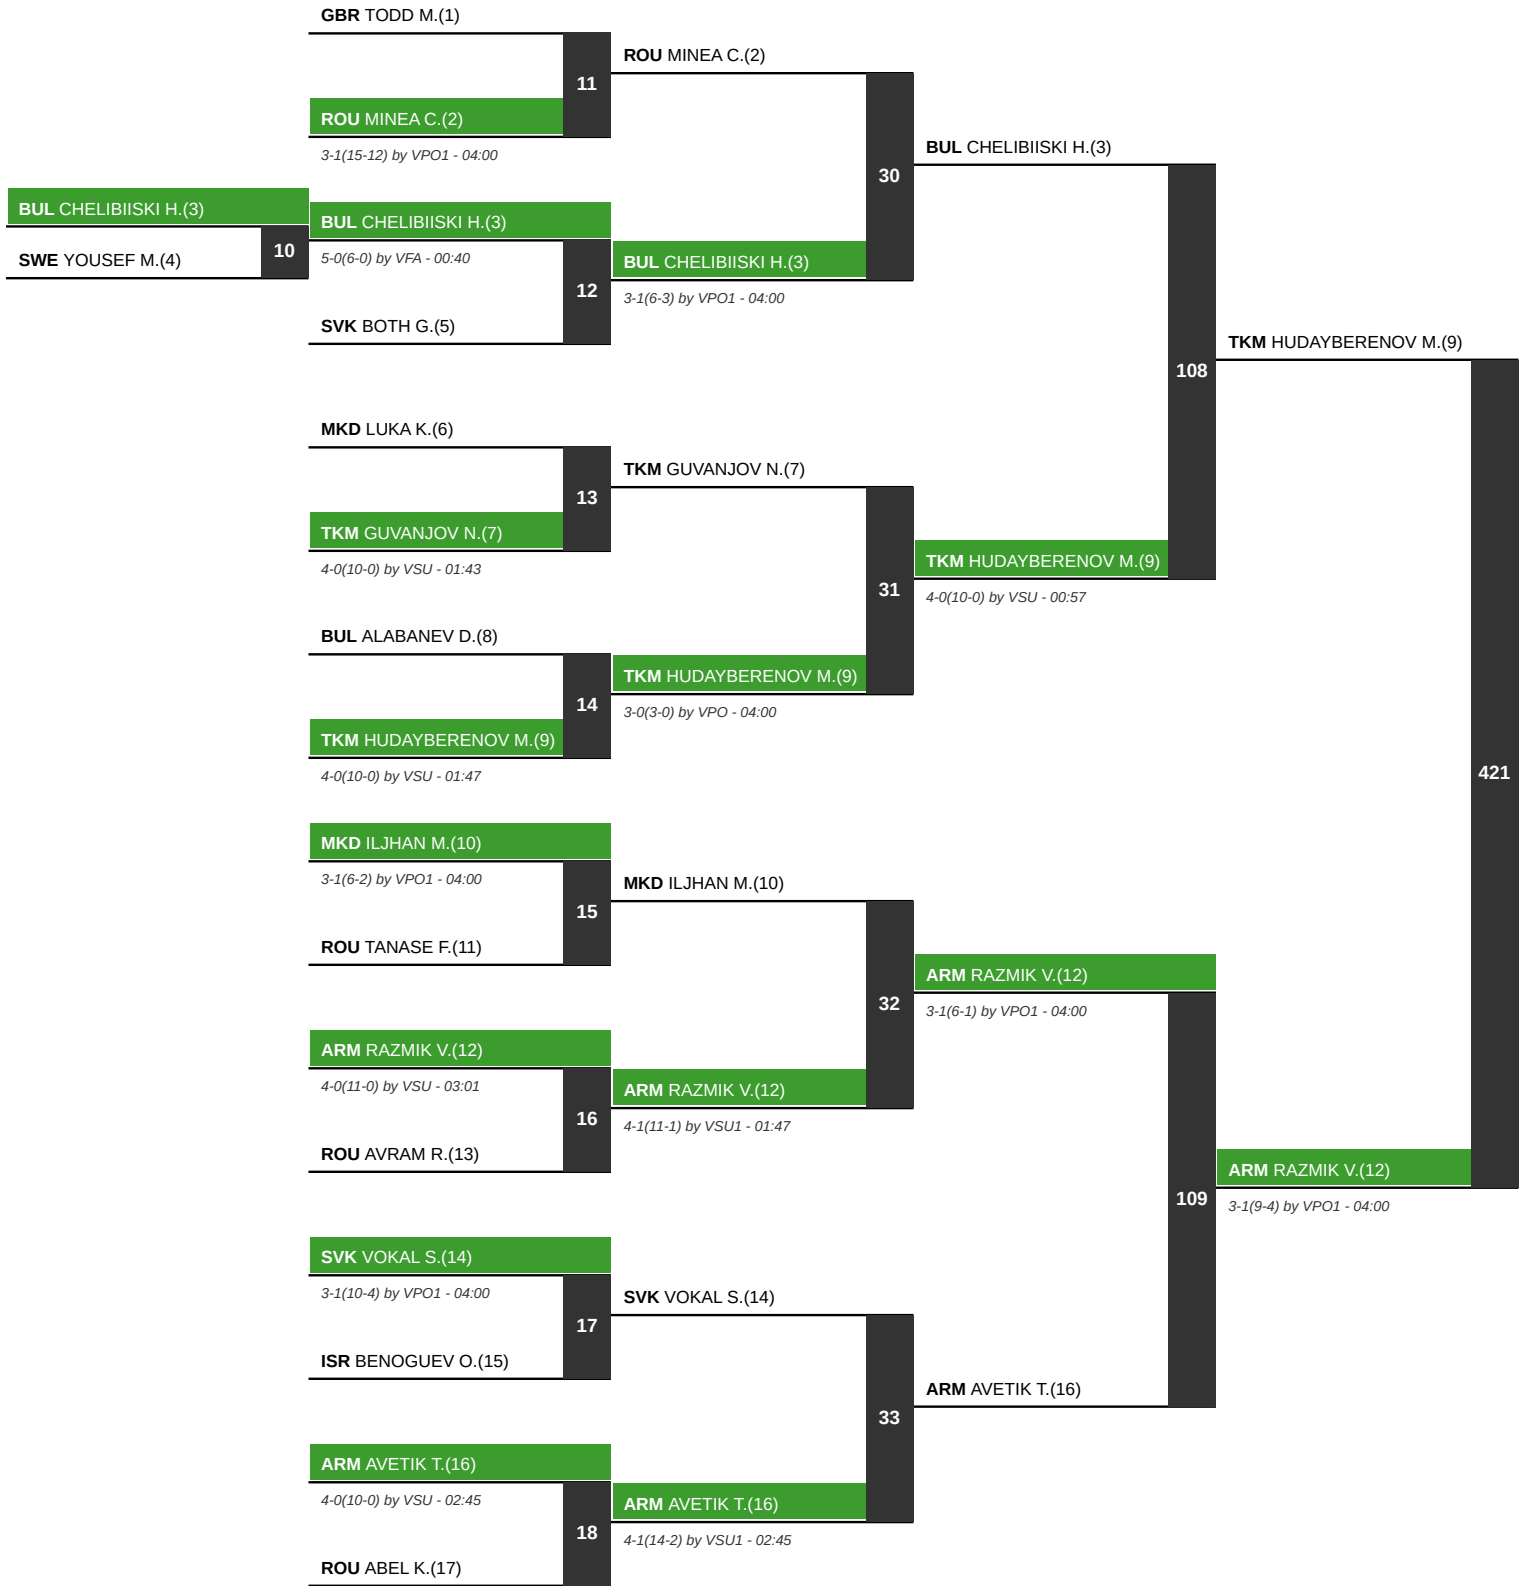 GBR TODD M.(1)
11
ROU MINEA C.(2)
3-1(15-12) by VPO1 - 04:00
BUL CHELIBIISKI H.(3)
10
SWE YOUSEF M.(4)
BUL CHELIBIISKI H.(3)
5-0(6-0) by VFA - 00:40
12
SVK BOTH G.(5)
MKD LUKA K.(6)
13
TKM GUVANJOV N.(7)
4-0(10-0) by VSU - 01:43
BUL ALABANEV D.(8)
14
TKM HUDAYBERENOV M.(9)
4-0(10-0) by VSU - 01:47
MKD ILJHAN M.(10)
3-1(6-2) by VPO1 - 04:00
15
ROU TANASE F.(11)
ARM RAZMIK V.(12)
4-0(11-0) by VSU - 03:01
16
ROU AVRAM R.(13)
SVK VOKAL S.(14)
3-1(10-4) by VPO1 - 04:00
17
ISR BENOGUEV O.(15)
ARM AVETIK T.(16)
4-0(10-0) by VSU - 02:45
18
ROU ABEL K.(17)
ROU MINEA C.(2)
30
BUL CHELIBIISKI H.(3)
3-1(6-3) by VPO1 - 04:00
TKM GUVANJOV N.(7)
31
TKM HUDAYBERENOV M.(9)
3-0(3-0) by VPO - 04:00
MKD ILJHAN M.(10)
32
ARM RAZMIK V.(12)
4-1(11-1) by VSU1 - 01:47
SVK VOKAL S.(14)
33
ARM AVETIK T.(16)
4-1(14-2) by VSU1 - 02:45
BUL CHELIBIISKI H.(3)
108
TKM HUDAYBERENOV M.(9)
4-0(10-0) by VSU - 00:57
ARM RAZMIK V.(12)
3-1(6-1) by VPO1 - 04:00
109
ARM AVETIK T.(16)
TKM HUDAYBERENOV M.(9)
421
ARM RAZMIK V.(12)
3-1(9-4) by VPO1 - 04:00